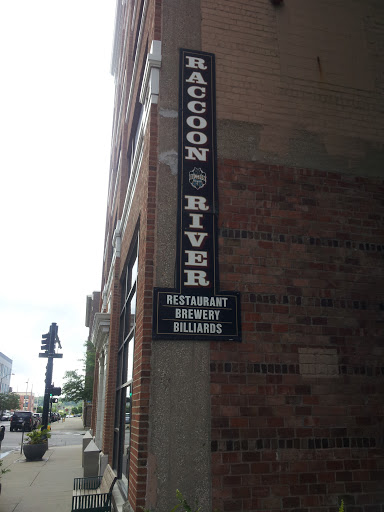 RACCOON RIVER
RESTAURANT
BREWERY
BILLIARDS